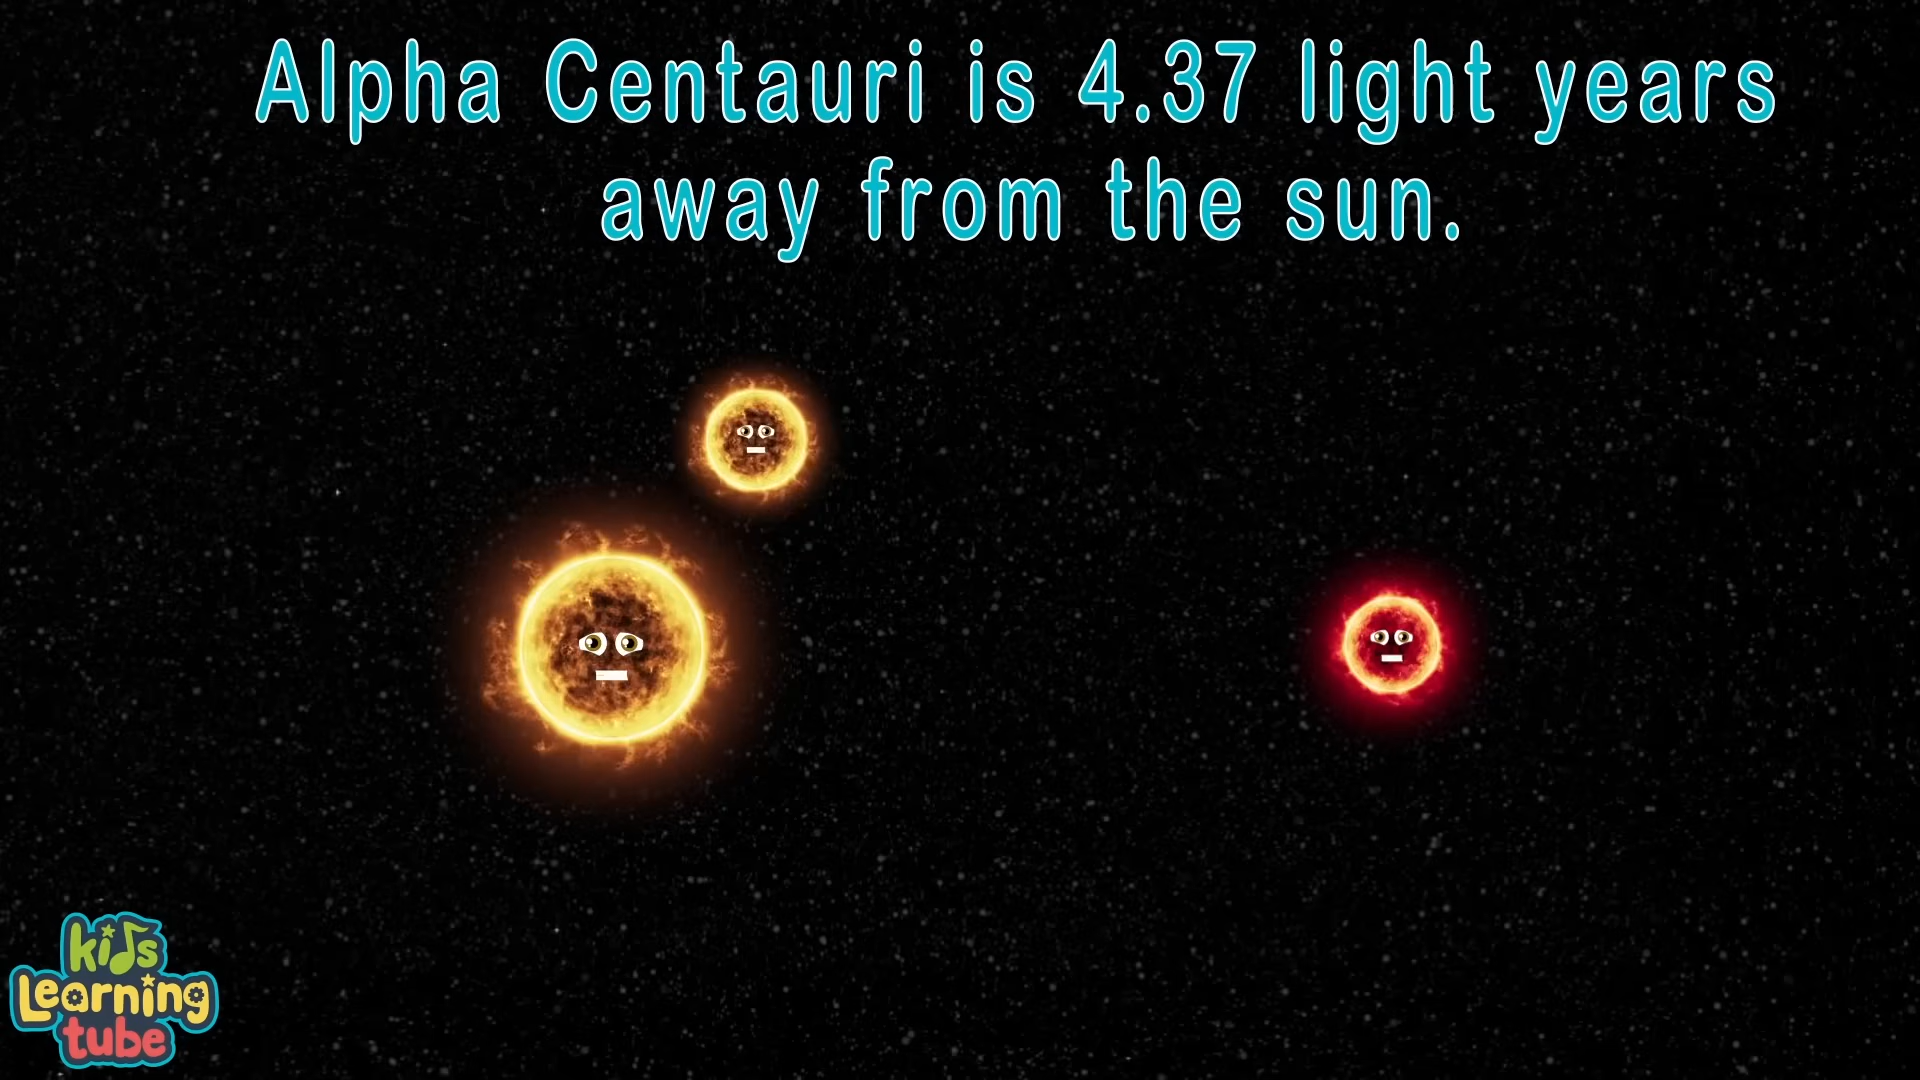 Alpha Centauri is 4.37 light years
away from the sun.
kids
Learning
tube